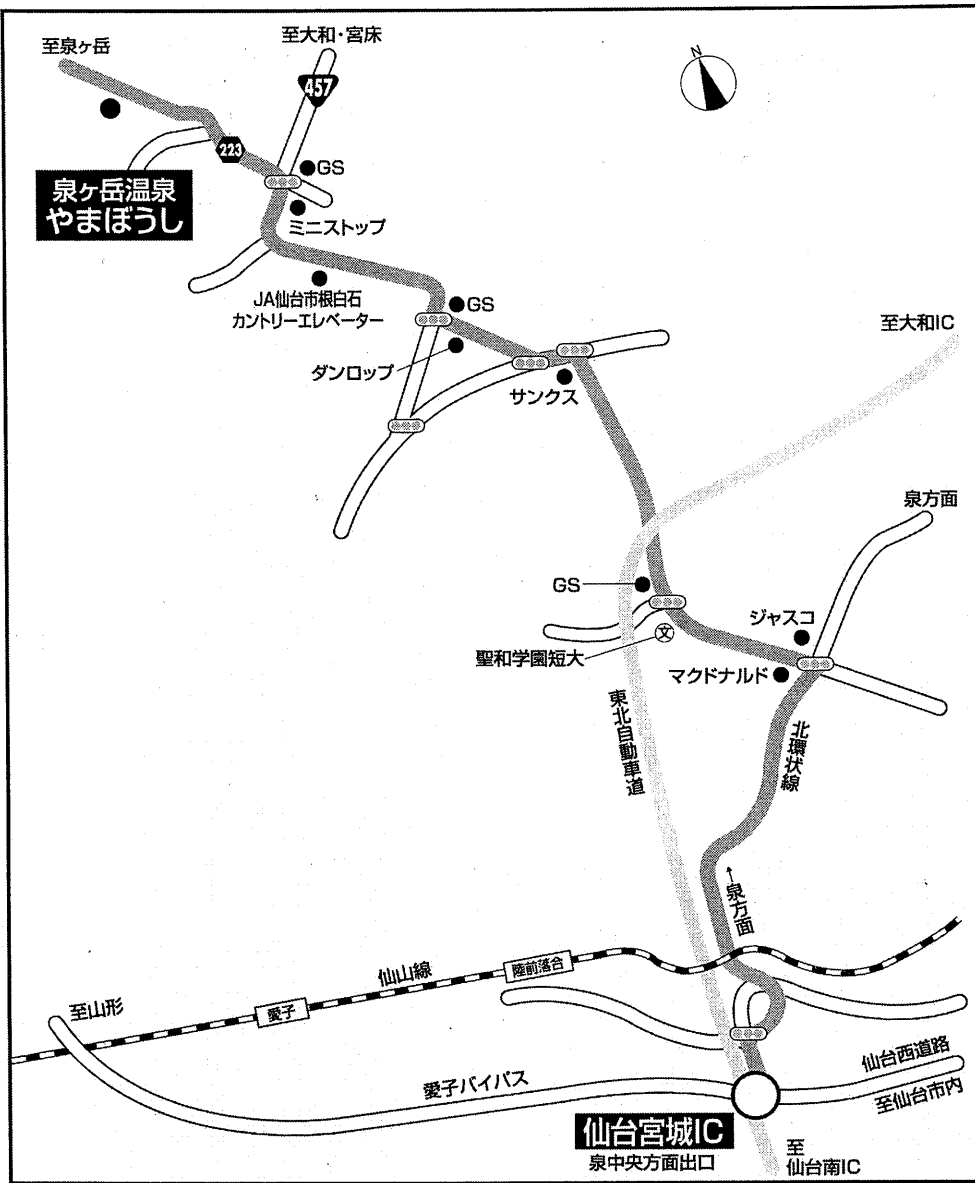 至泉ヶ岳
至大和・宮床
N
457
223
GS
泉ヶ岳温泉
やまぼうし
ミニストップ
JA仙台市根白石
カントリーエレベーター
GS
ダンロップ
サンクス
至大和IC
泉方面
GS
文
聖和学園短大
ジャスコ
マクドナルド
東北自動車道
北環状線
←泉方面
仙山線
陸前落合
愛子
至山形
愛子バイパス
仙台西道路
至仙台市内
仙台宮城IC
泉中央方面出口
至
仙台南IC